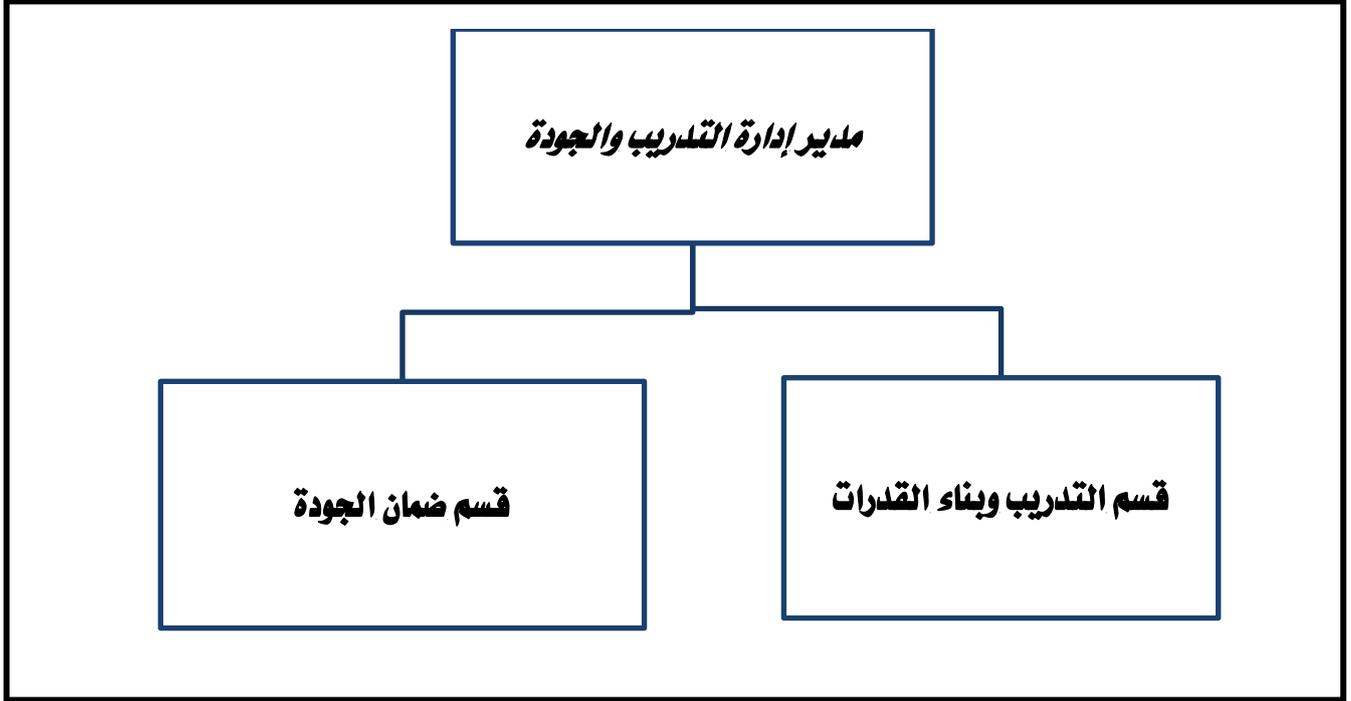 مدير إدارة التدريب والجودة
قسم التدريب وبناء القدرات
قسم ضمان الجودة